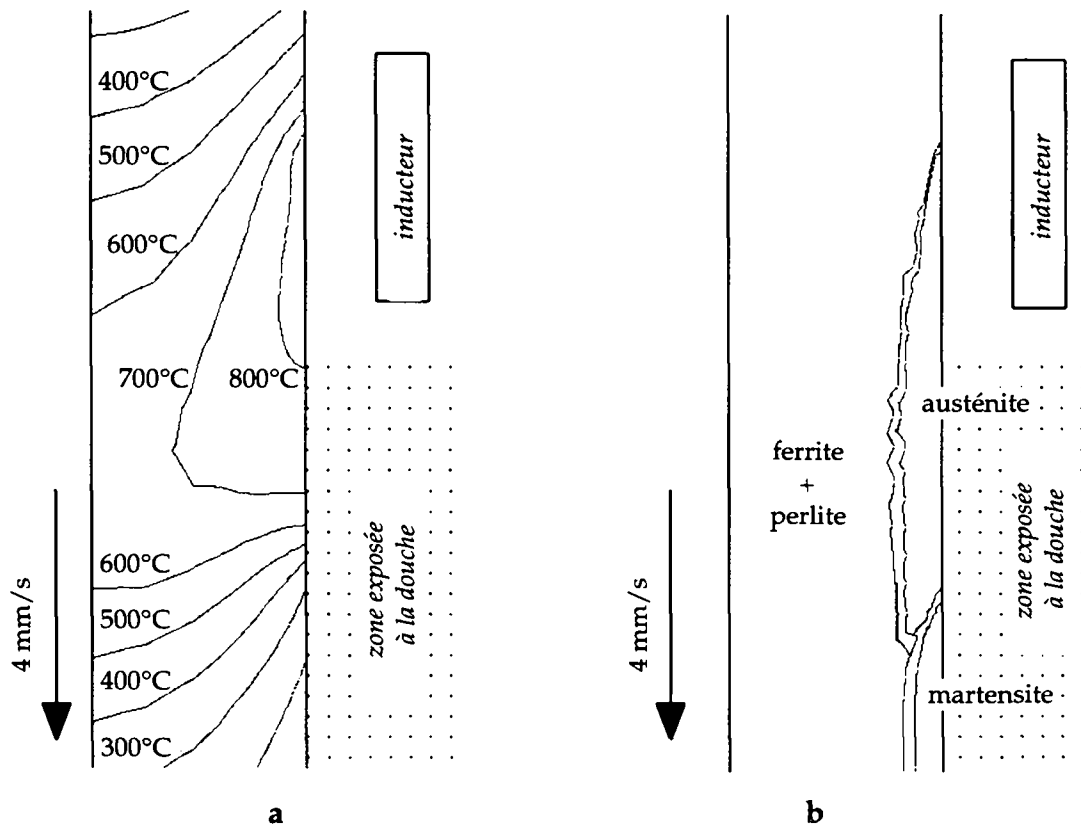 400°C
500°C
600°C
700°C
800°C
600°C
500°C
400°C
300°C
inducteur
zone exposée
à la douche
4 mm/s
a
inducteur
austénite
ferrite
+
perlite
zone exposée
à la douche
martensite
4 mm/s
b